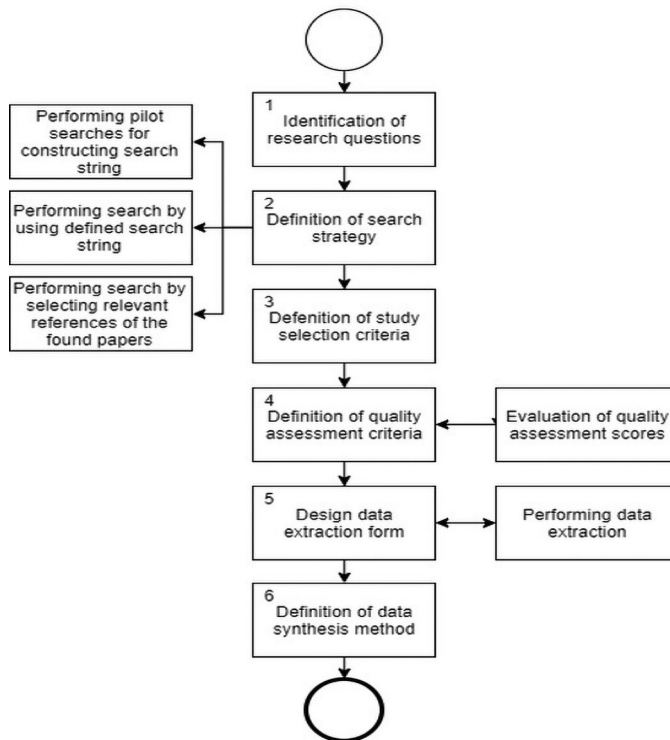 1
Identification of
research questions
Performing pilot
searches for
constructing search
string
2
Definition of search
strategy
Performing search by
using defined search
string
Performing search by
selecting relevant
references of the
found papers
3
Defenition of study
selection criteria
4
Definition of quality
assessment criteria
Evaluation of quality
assessment scores
5
Design data
extraction form
Performing data
extraction
6
Definition of data
synthesis method